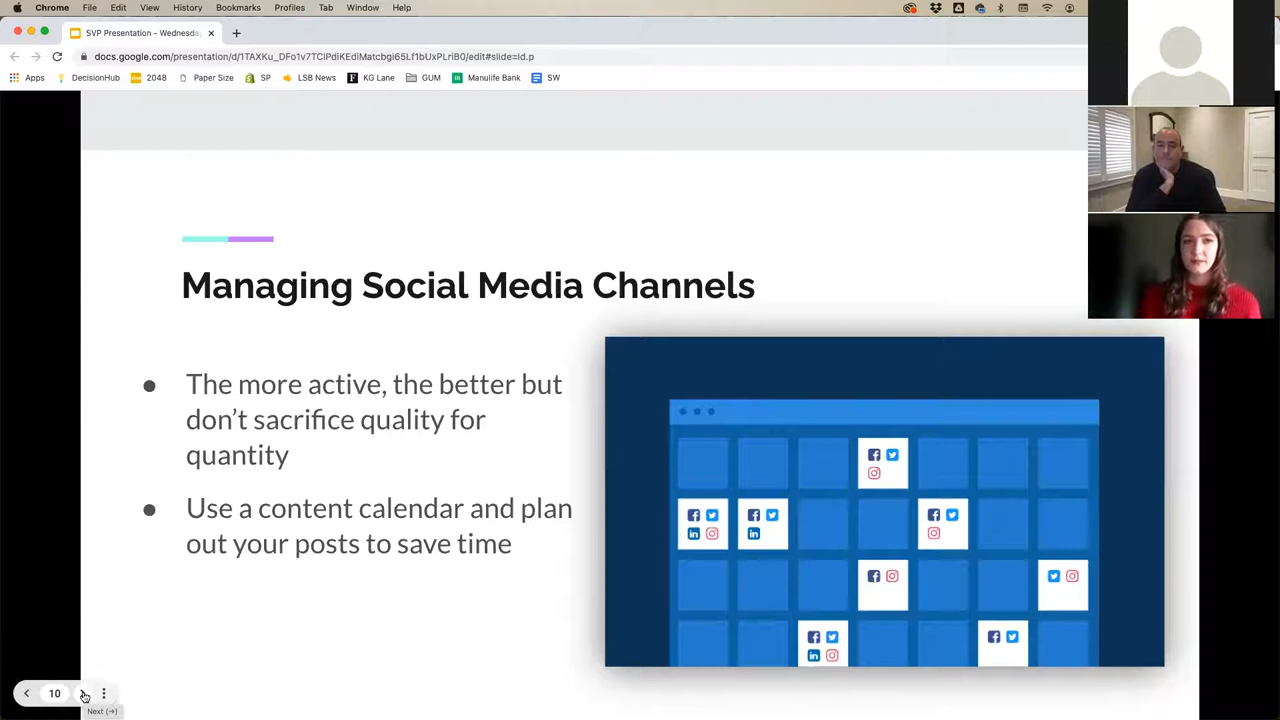 Chrome File Edit View History Bookmarks Profiles Tab Window Help
SVP Presentation - Wednesda
docs.google.com/presentation/d/1TAXKu_DFo1v7TClPdiKEdiMatcbgi65Lf1bUxPLriB0/edit#slide=id.p
Apps DecisionHub 2048 Paper Size SP LSB News KG Lane GUM Manulife Bank SW
Managing Social Media Channels
● The more active, the better but
don’t sacrifice quality for
quantity
● Use a content calendar and plan
out your posts to save time
10
Next (→)